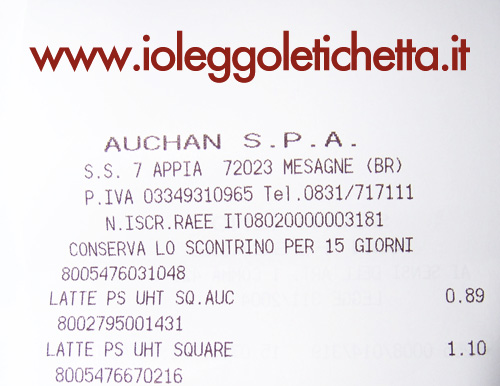 www.ioleggoletichetta.it
AUCHAN S.P.A.
S.S. 7 APPIA 72023 MESAGNE (BR)
P.IVA 03349310965 Tel.0831/717111
N.ISCR.RAEE IT08020000003181
CONSERVA LO SCONTRINO PER 15 GIORNI
8005476031048
LATTE PS UHT SQ.AUC 0.89
8002795001431
LATTE PS UHT SQUARE 1.10
8005476670216